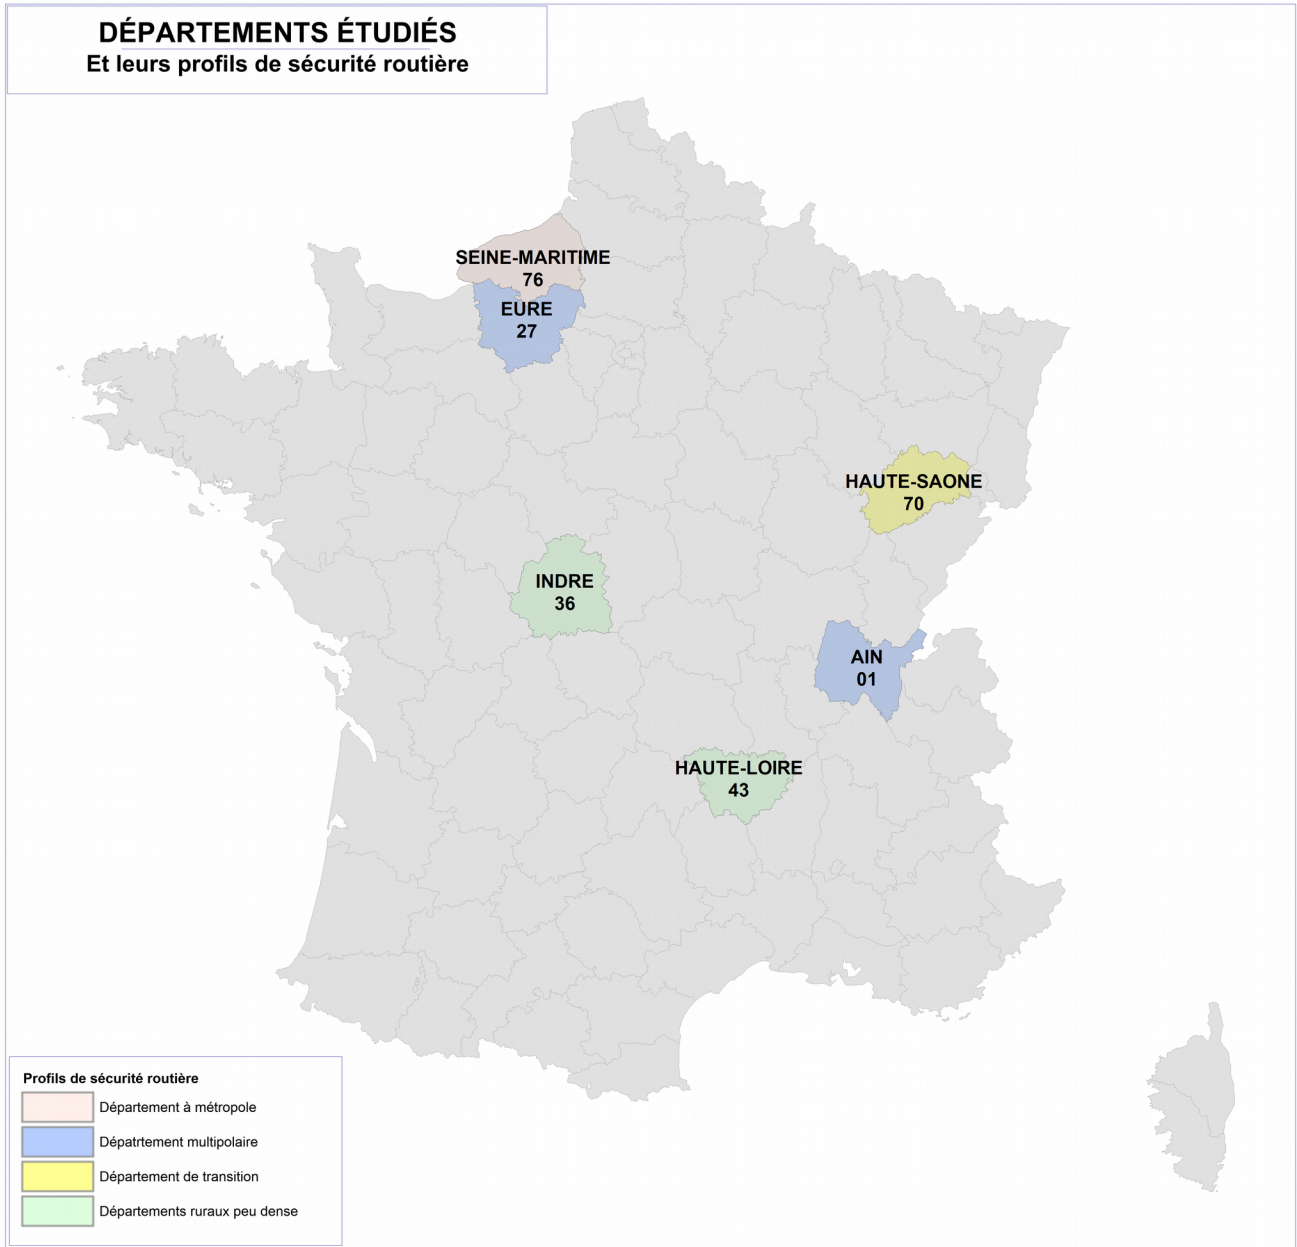 DÉPARTEMENTS ÉTUDIÉS
Et leurs profils de sécurité routière
SEINE-MARITIME
76
EURE
27
HAUTE-SAONE
70
INDRE
36
AIN
01
HAUTE-LOIRE
43
Profils de sécurité routière
Département à métropole
Dépatrtement multipolaire
Département de transition
Départements ruraux peu dense